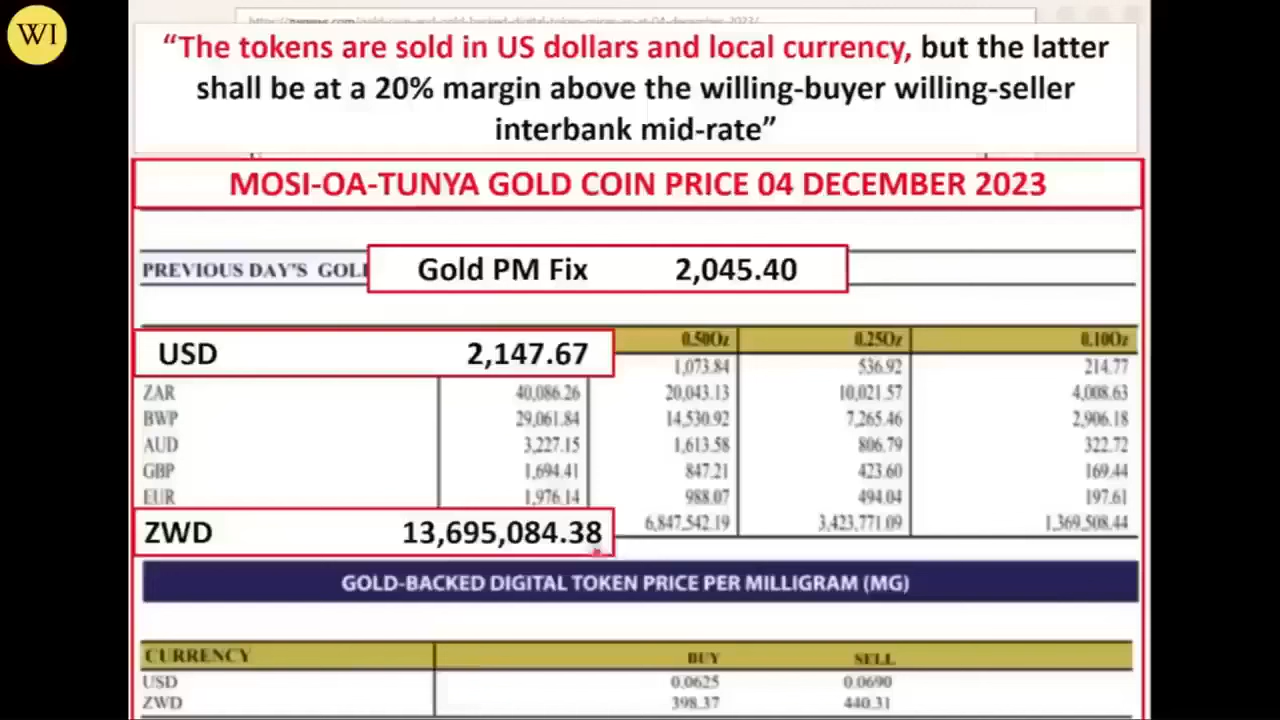 WI
“The tokens are sold in US dollars and local currency, but the latter
shall be at a 20% margin above the willing-buyer willing-seller
interbank mid-rate”
MOSI-OA-TUNYA GOLD COIN PRICE 04 DECEMBER 2023
PREVIOUS DAY'S Gold PM Fix 2,045.40
0.50Oz 0.25Oz 0.10Oz
USD 2,147.67 1,073.84 536.92 214.77
ZAR 40,086.26 20,043.13 10,021.57 4,008.63
BWP 29,061.84 14,530.92 7,265.46 2,906.18
AUD 3,227.15 1,613.58 806.79 322.72
GBP 1,694.41 847.21 423.60 169.44
EUR 1,976.14 988.07 494.04 197.61
ZWD 13,695,084.38 6,847,542.19 3,423,771.09 1,369,508.44
GOLD-BACKED DIGITAL TOKEN PRICE PER MILLIGRAM (MG)
CURRENCY BUY SELL
USD 0.0625 0.0690
ZWD 398.37 440.31